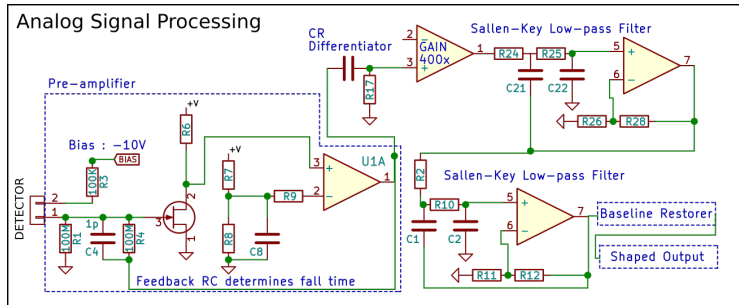 Analog Signal Processing
Pre-amplifier
Bias : -10V
BIAS
100K
R3
DETECTOR
2
1
100M
R1
1p
C4
100M
R4
+V
R6
2
3
1
+V
R7
R8
C8
R9
3
+
2
-
1
U1A
Feedback RC determines fall time
CR
Differentiator
R17
2
-
GAIN
400x
3
+
1
Sallen-Key Low-pass Filter
R24
R25
C21
C22
5
+
6
-
7
R26
R28
R2
Sallen-Key Low-pass Filter
R10
C1
C2
5
+
6
-
7
R11
R12
Baseline Restorer
Shaped Output